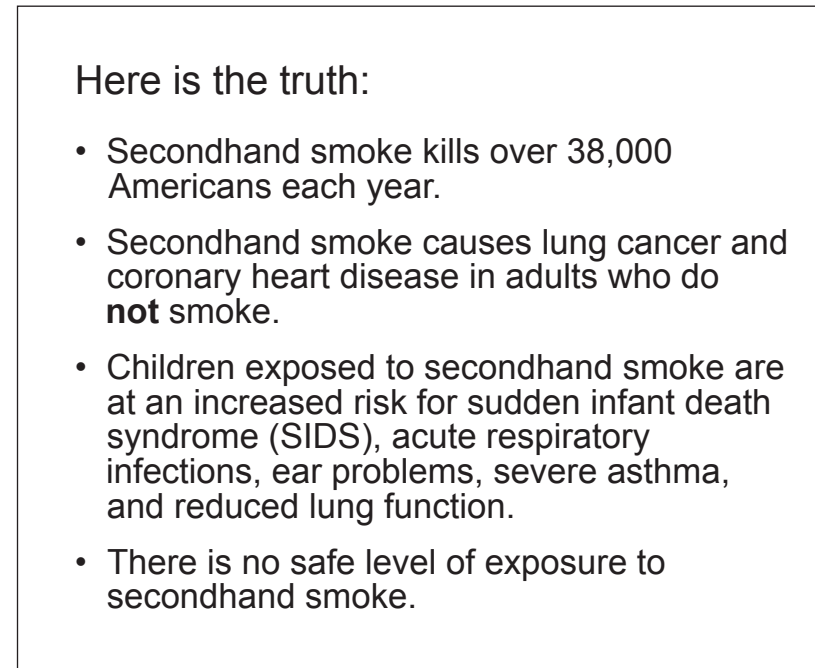 Here is the truth:
• Secondhand smoke kills over 38,000
Americans each year.
• Secondhand smoke causes lung cancer and
coronary heart disease in adults who do
not smoke.
• Children exposed to secondhand smoke are
at an increased risk for sudden infant death
syndrome (SIDS), acute respiratory
infections, ear problems, severe asthma,
and reduced lung function.
• There is no safe level of exposure to
secondhand smoke.